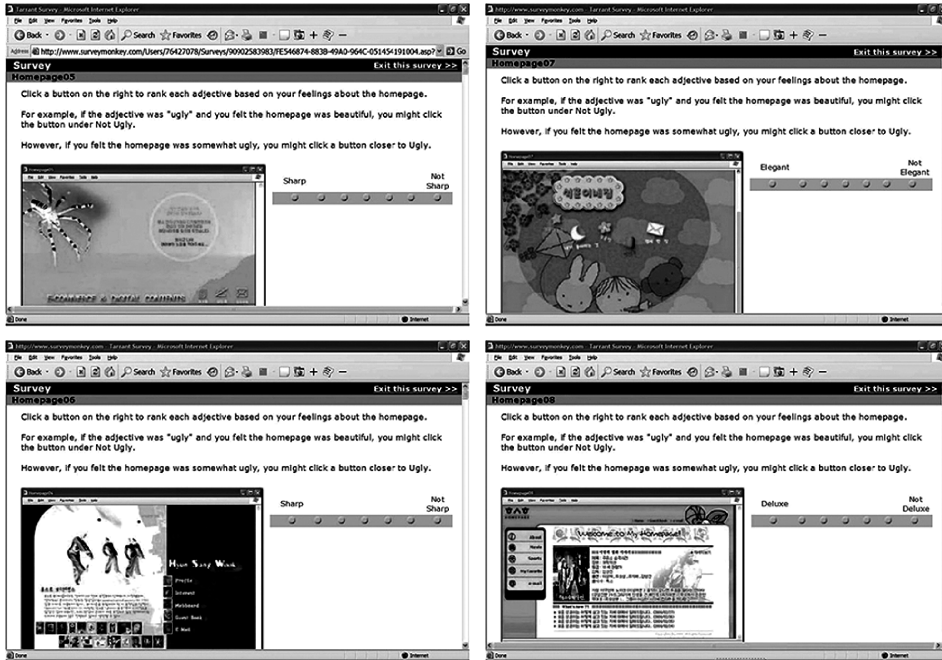 Tarrant Survey - Microsoft Internet Explorer
File Edit View Favorites Tools Help
Back Search Favorites
Address http://www.surveymonkey.com/Users/76427078/Surveys/90902583983/FE546874-883B-49A0-964C-051454191004.asp? Go
Survey Exit this survey >>
Homepage05
Click a button on the right to rank each adjective based on your feelings about the homepage.
For example, if the adjective was "ugly" and you felt the homepage was beautiful, you might click
the button under Not Ugly.
However, if you felt the homepage was somewhat ugly, you might click a button closer to Ugly.
Sharp Not
Sharp
E-COMMERCE & DIGITAL CONTENTS
Done Internet
http://www.surveymonkey.com - Tarrant Survey - Microsoft Internet Explorer
File Edit View Favorites Tools Help
Back Search Favorites
Survey Exit this survey >>
Homepage07
Click a button on the right to rank each adjective based on your feelings about the homepage.
For example, if the adjective was "ugly" and you felt the homepage was beautiful, you might click
the button under Not Ugly.
However, if you felt the homepage was somewhat ugly, you might click a button closer to Ugly.
Elegant Not
Elegant
Done Internet
http://www.surveymonkey.com - Tarrant Survey - Microsoft Internet Explorer
File Edit View Favorites Tools Help
Back Search Favorites
Survey Exit this survey >>
Homepage06
Click a button on the right to rank each adjective based on your feelings about the homepage.
For example, if the adjective was "ugly" and you felt the homepage was beautiful, you might click
the button under Not Ugly.
However, if you felt the homepage was somewhat ugly, you might click a button closer to Ugly.
Sharp Not
Sharp
Profile
Interest
Guest Book
E-Mail
Done Internet
http://www.surveymonkey.com - Tarrant Survey - Microsoft Internet Explorer
File Edit View Favorites Tools Help
Back Search Favorites
Survey Exit this survey >>
Homepage08
Click a button on the right to rank each adjective based on your feelings about the homepage.
For example, if the adjective was "ugly" and you felt the homepage was beautiful, you might click
the button under Not Ugly.
However, if you felt the homepage was somewhat ugly, you might click a button closer to Ugly.
Deluxe Not
Deluxe
Welcome to My Homepage!
Done Internet